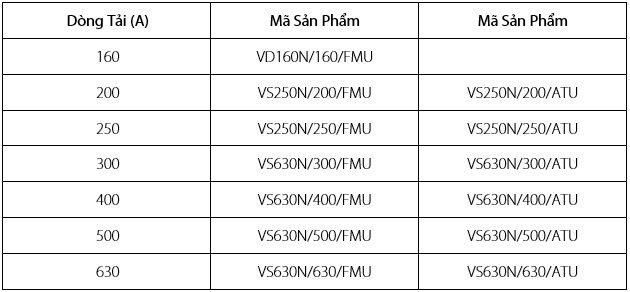 Dòng Tải (A) Mã Sản Phẩm Mã Sản Phẩm
160 VD160N/160/FMU
200 VS250N/200/FMU VS250N/200/ATU
250 VS250N/250/FMU VS250N/250/ATU
300 VS630N/300/FMU VS630N/300/ATU
400 VS630N/400/FMU VS630N/400/ATU
500 VS630N/500/FMU VS630N/500/ATU
630 VS630N/630/FMU VS630N/630/ATU